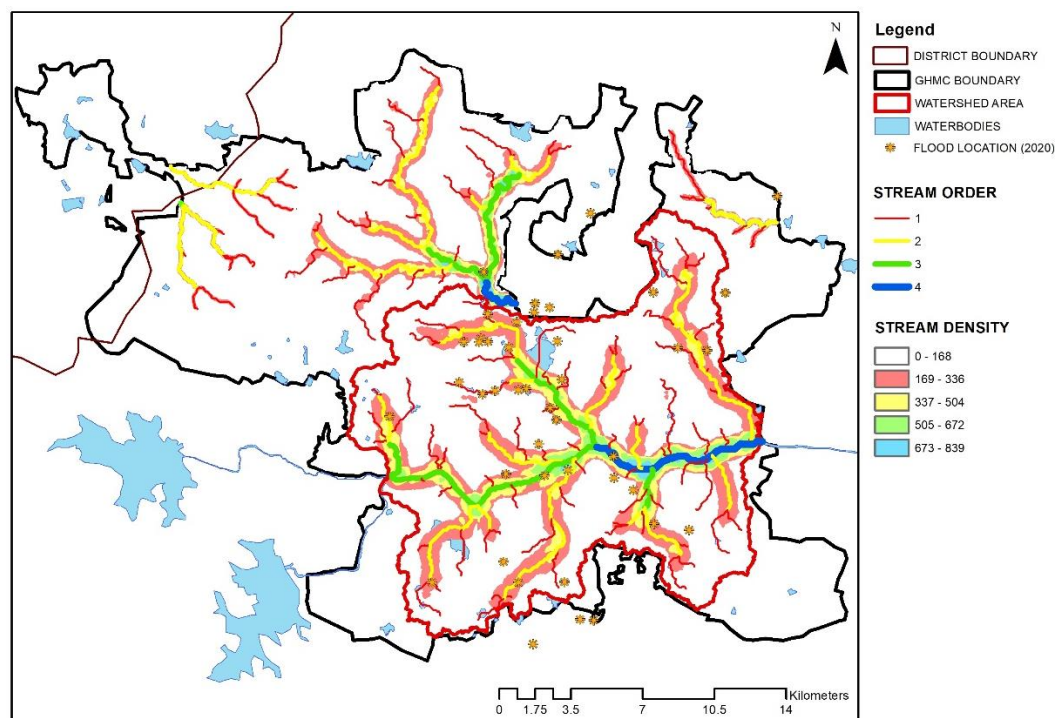 N
Legend
DISTRICT BOUNDARY
GHMC BOUNDARY
WATERSHED AREA
WATERBODIES
FLOOD LOCATION (2020)
STREAM ORDER
1
2
3
4
STREAM DENSITY
0 - 168
169 - 336
337 - 504
505 - 672
673 - 839
Kilometers
0 1.75 3.5 7 10.5 14